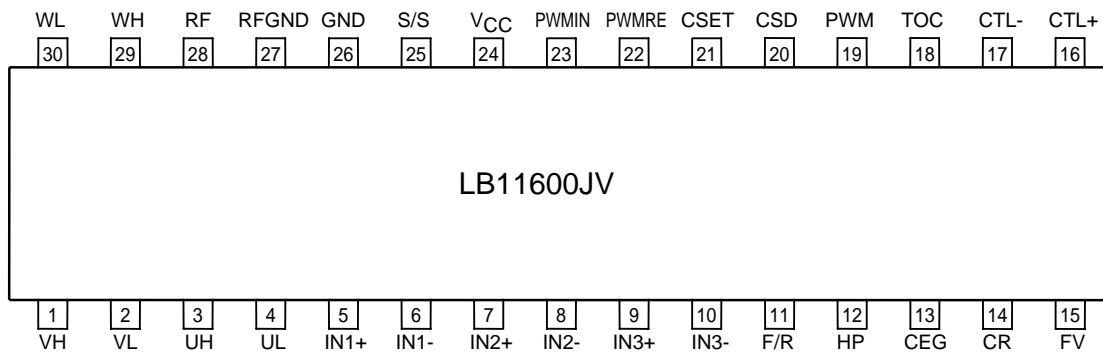 WL WH RF RFGND GND S/S VCC PWMIN PWMRE CSET CSD PWM TOC CTL- CTL+
30 29 28 27 26 25 24 23 22 21 20 19 18 17 16
LB11600JV
1 2 3 4 5 6 7 8 9 10 11 12 13 14 15
VH VL UH UL IN1+ IN1- IN2+ IN2- IN3+ IN3- F/R HP CEG CR FV